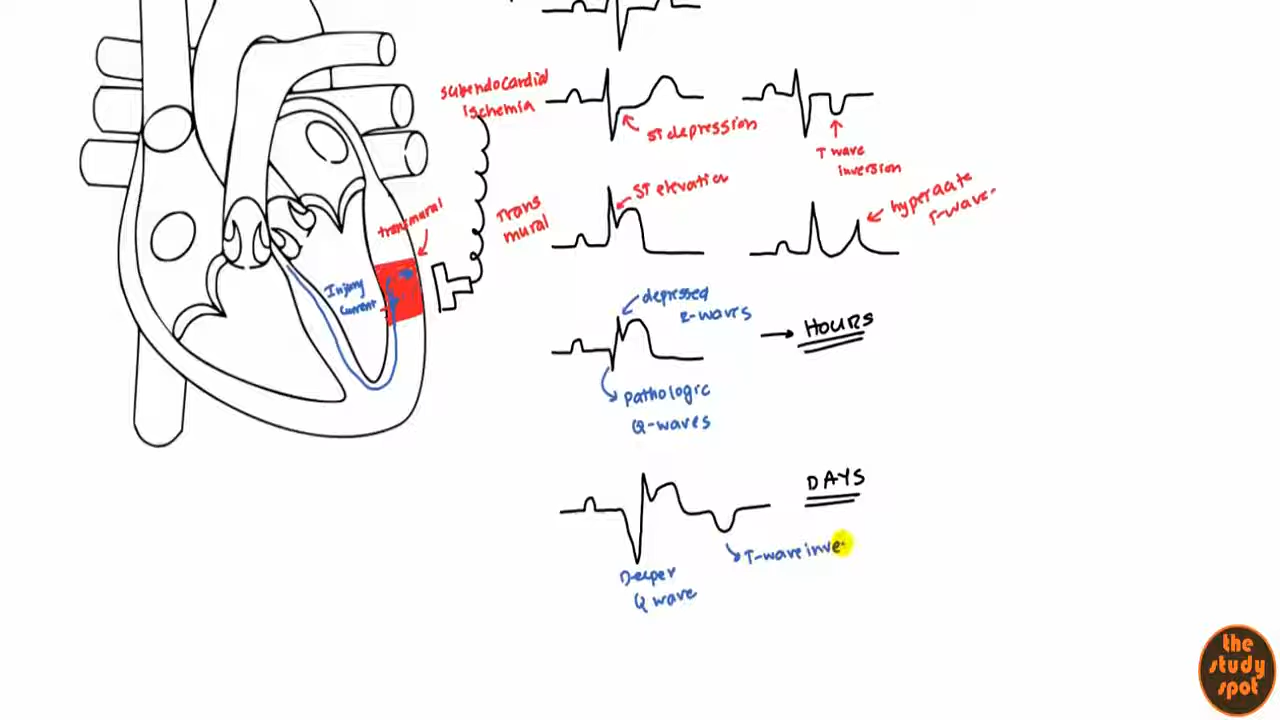 subendocardial
ischemia
ST depression
T wave
inversion
transmural
Trans
mural
ST elevation
hyperacute
T-wave
Injury
current
depressed
R-waves
→ HOURS
pathologic
Q-waves
DAYS
T-wave inve
Deeper
Q wave
the
study
spot